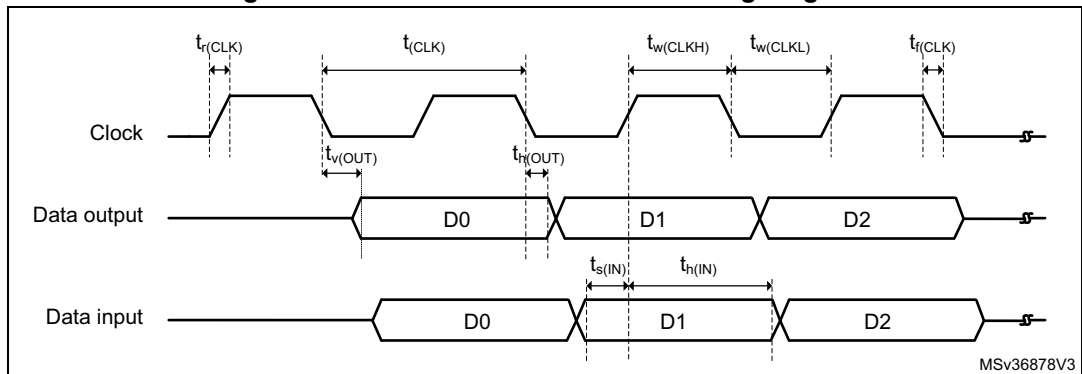 tr(CLK) t(CLK) tw(CLKH) tw(CLKL) tf(CLK)
Clock
tv(OUT) th(OUT)
Data output D0 D1 D2
ts(IN) th(IN)
Data input D0 D1 D2
MSv36878V3